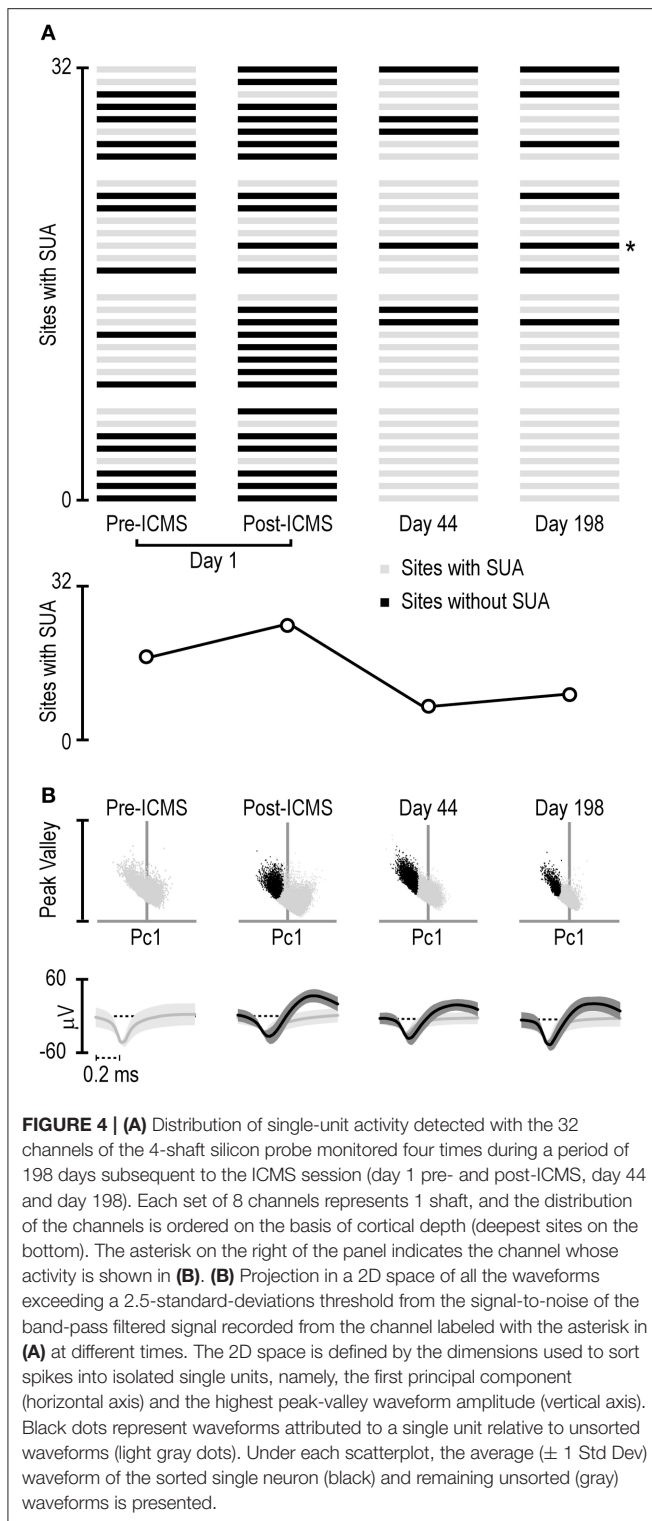 A
32
Sites with SUA
*
0
Pre-ICMS Post-ICMS Day 44 Day 198
Day 1
Sites with SUA
Sites without SUA
32
Sites with SUA
0
B
Pre-ICMS Post-ICMS Day 44 Day 198
Peak Valley
Pc1 Pc1 Pc1 Pc1
60
μV
-60
0.2 ms
FIGURE 4 | (A) Distribution of single-unit activity detected with the 32
channels of the 4-shaft silicon probe monitored four times during a period of
198 days subsequent to the ICMS session (day 1 pre- and post-ICMS, day 44
and day 198). Each set of 8 channels represents 1 shaft, and the distribution
of the channels is ordered on the basis of cortical depth (deepest sites on the
bottom). The asterisk on the right of the panel indicates the channel whose
activity is shown in (B). (B) Projection in a 2D space of all the waveforms
exceeding a 2.5-standard-deviations threshold from the signal-to-noise of the
band-pass filtered signal recorded from the channel labeled with the asterisk in
(A) at different times. The 2D space is defined by the dimensions used to sort
spikes into isolated single units, namely, the first principal component
(horizontal axis) and the highest peak-valley waveform amplitude (vertical axis).
Black dots represent waveforms attributed to a single unit relative to unsorted
waveforms (light gray dots). Under each scatterplot, the average (± 1 Std Dev)
waveform of the sorted single neuron (black) and remaining unsorted (gray)
waveforms is presented.